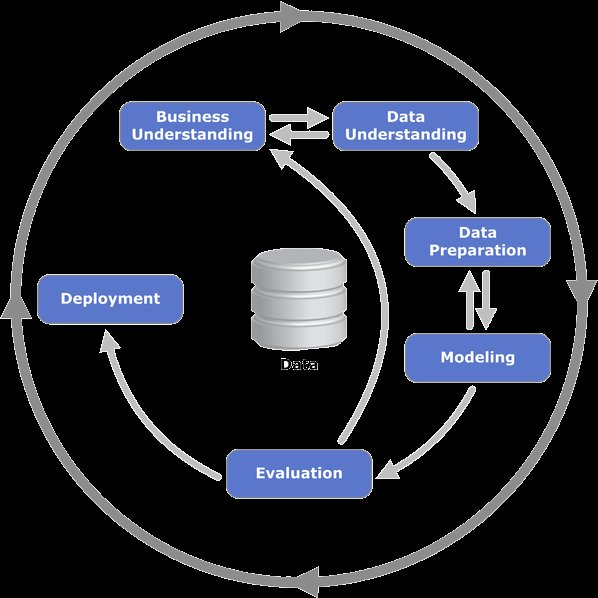 Business
Understanding
Data
Understanding
Data
Preparation
Modeling
Evaluation
Deployment
Data